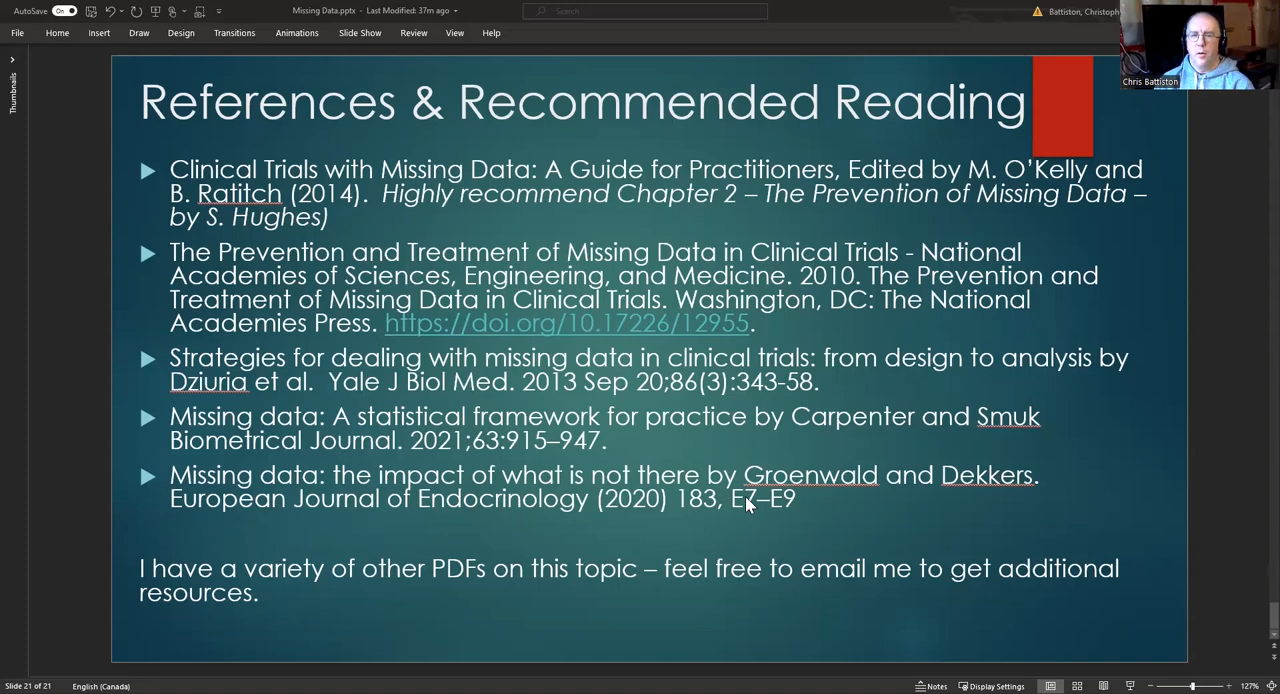 AutoSave On Missing Data.pptx - Last Modified: 37m ago Search Battiston, Christoph
File Home Insert Draw Design Transitions Animations Slide Show Review View Help
Chris Battiston
Thumbnails
References & Recommended Reading
Clinical Trials with Missing Data: A Guide for Practitioners, Edited by M. O’Kelly and
B. Ratitch (2014). Highly recommend Chapter 2 – The Prevention of Missing Data –
by S. Hughes)
The Prevention and Treatment of Missing Data in Clinical Trials - National
Academies of Sciences, Engineering, and Medicine. 2010. The Prevention and
Treatment of Missing Data in Clinical Trials. Washington, DC: The National
Academies Press. https://doi.org/10.17226/12955.
Strategies for dealing with missing data in clinical trials: from design to analysis by
Dziuria et al. Yale J Biol Med. 2013 Sep 20;86(3):343-58.
Missing data: A statistical framework for practice by Carpenter and Smuk
Biometrical Journal. 2021;63:915–947.
Missing data: the impact of what is not there by Groenwald and Dekkers.
European Journal of Endocrinology (2020) 183, E7–E9
I have a variety of other PDFs on this topic – feel free to email me to get additional
resources.
Slide 21 of 21 English (Canada) Notes Display Settings 127%